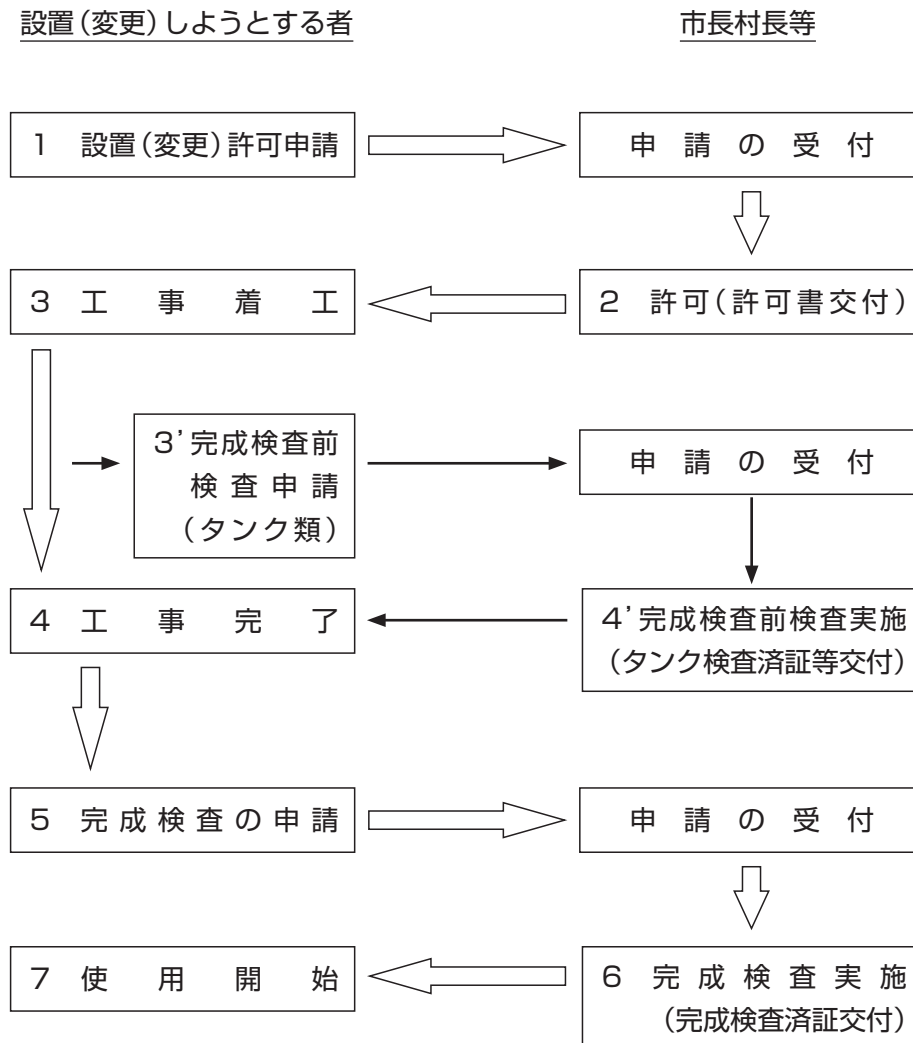 設置(変更)しようとする者
市長村長等
1 設置(変更)許可申請
申請の受付
3 工事着工
2 許可(許可書交付)
3’完成検査前
検査申請
(タンク類)
申請の受付
4 工事完了
4’完成検査前検査実施
(タンク検査済証等交付)
5 完成検査の申請
申請の受付
7 使用開始
6 完成検査実施
(完成検査済証交付)